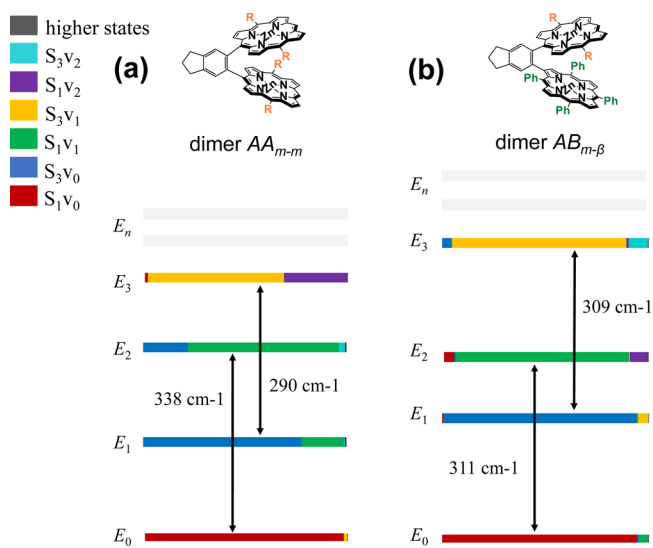 higher states
S₃v₂
S₁v₂
S₃v₁
S₁v₁
S₃v₀
S₁v₀
(a)
R
N
N
Zn
N
N
R
R
N
N
Zn
N
N
R
dimer AAₘ₋ₘ
Eₙ
E₃
E₂
338 cm-1
290 cm-1
E₁
E₀
(b)
R
N
N
Zn
N
N
R
Ph
Ph
N
N
Zn
N
N
Ph
Ph
dimer ABₘ₋ᵦ
Eₙ
E₃
309 cm-1
E₂
E₁
311 cm-1
E₀